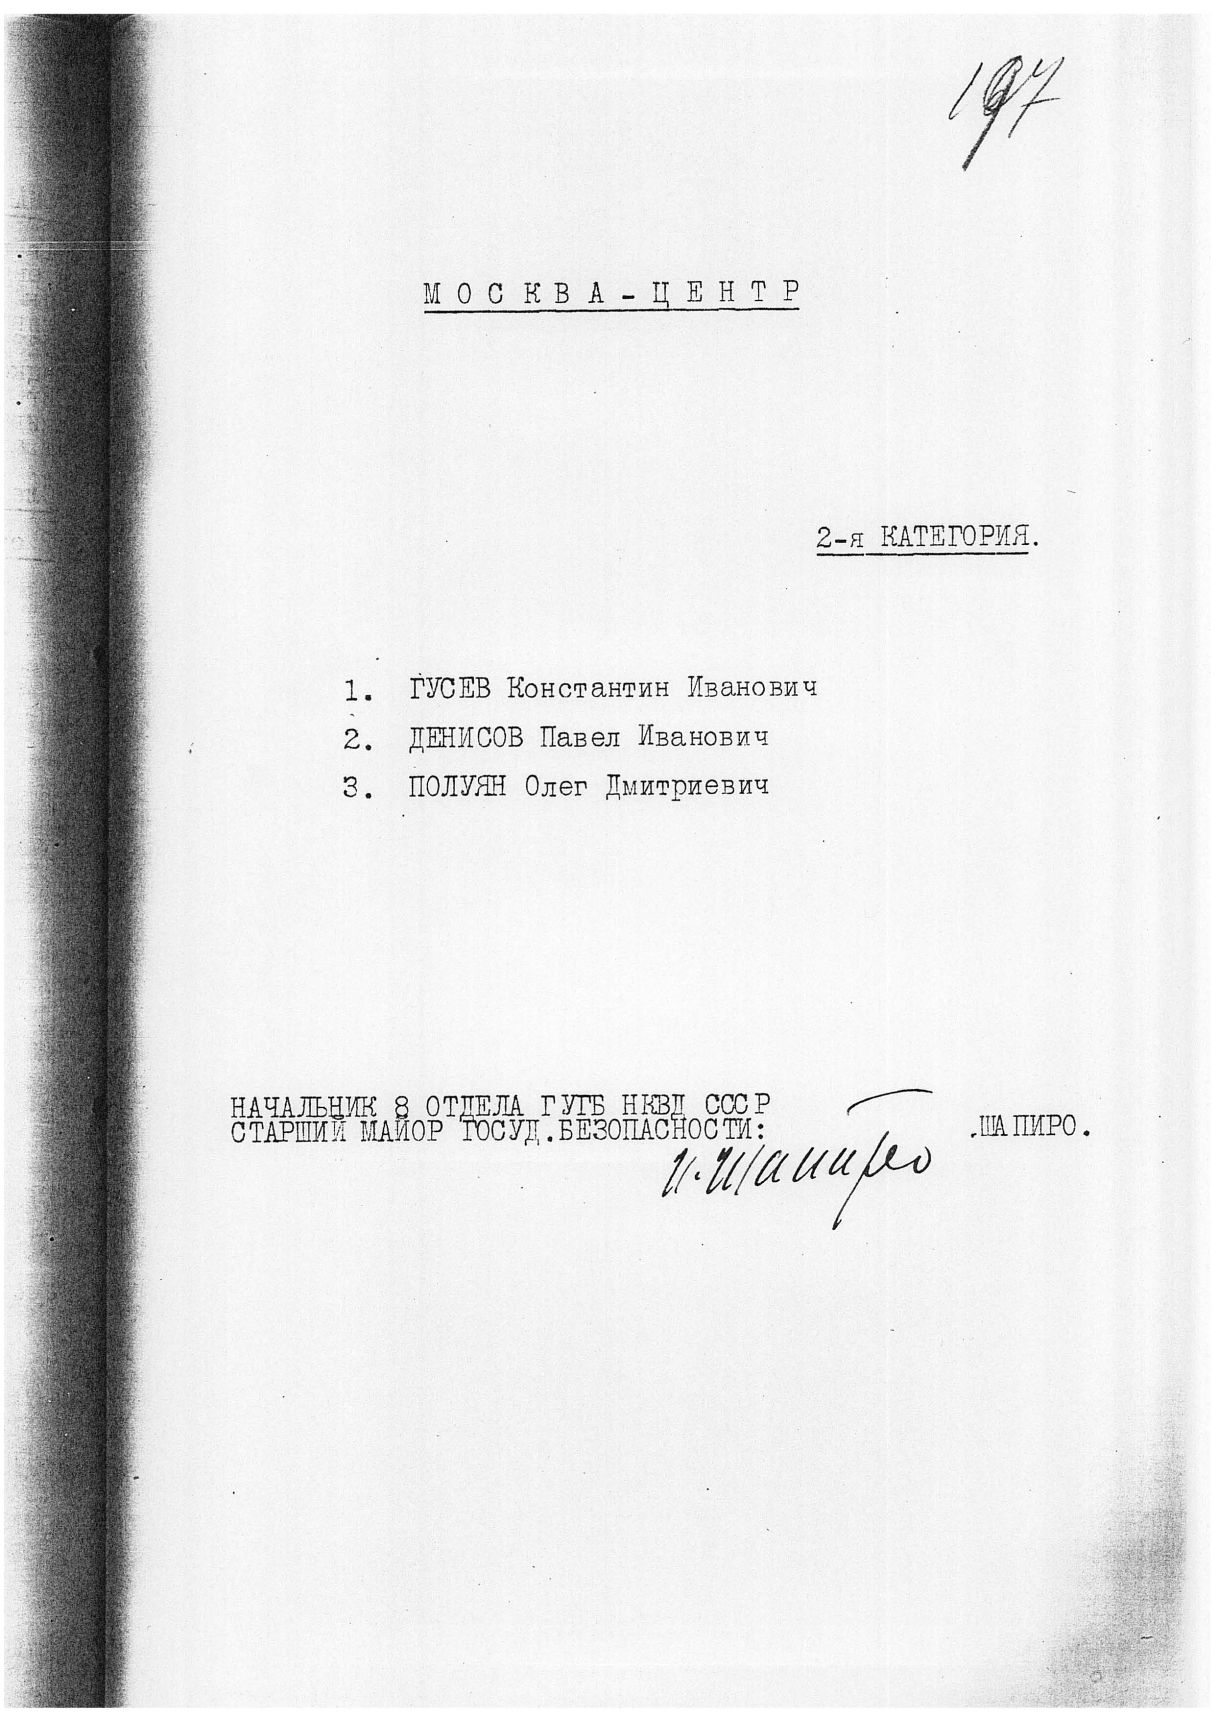 197
МОСКВА-ЦЕНТР
2-я КАТЕГОРИЯ.
1. ГУСЕВ Константин Иванович
2. ДЕНИСОВ Павел Иванович
3. ПОЛУЯН Олег Дмитриевич
НАЧАЛЬНИК 8 ОТДЕЛА ГУГБ НКВД СССР
СТАРШИЙ МАЙОР ГОСУД.БЕЗОПАСНОСТИ: .ШАПИРО.
И. Шапиро